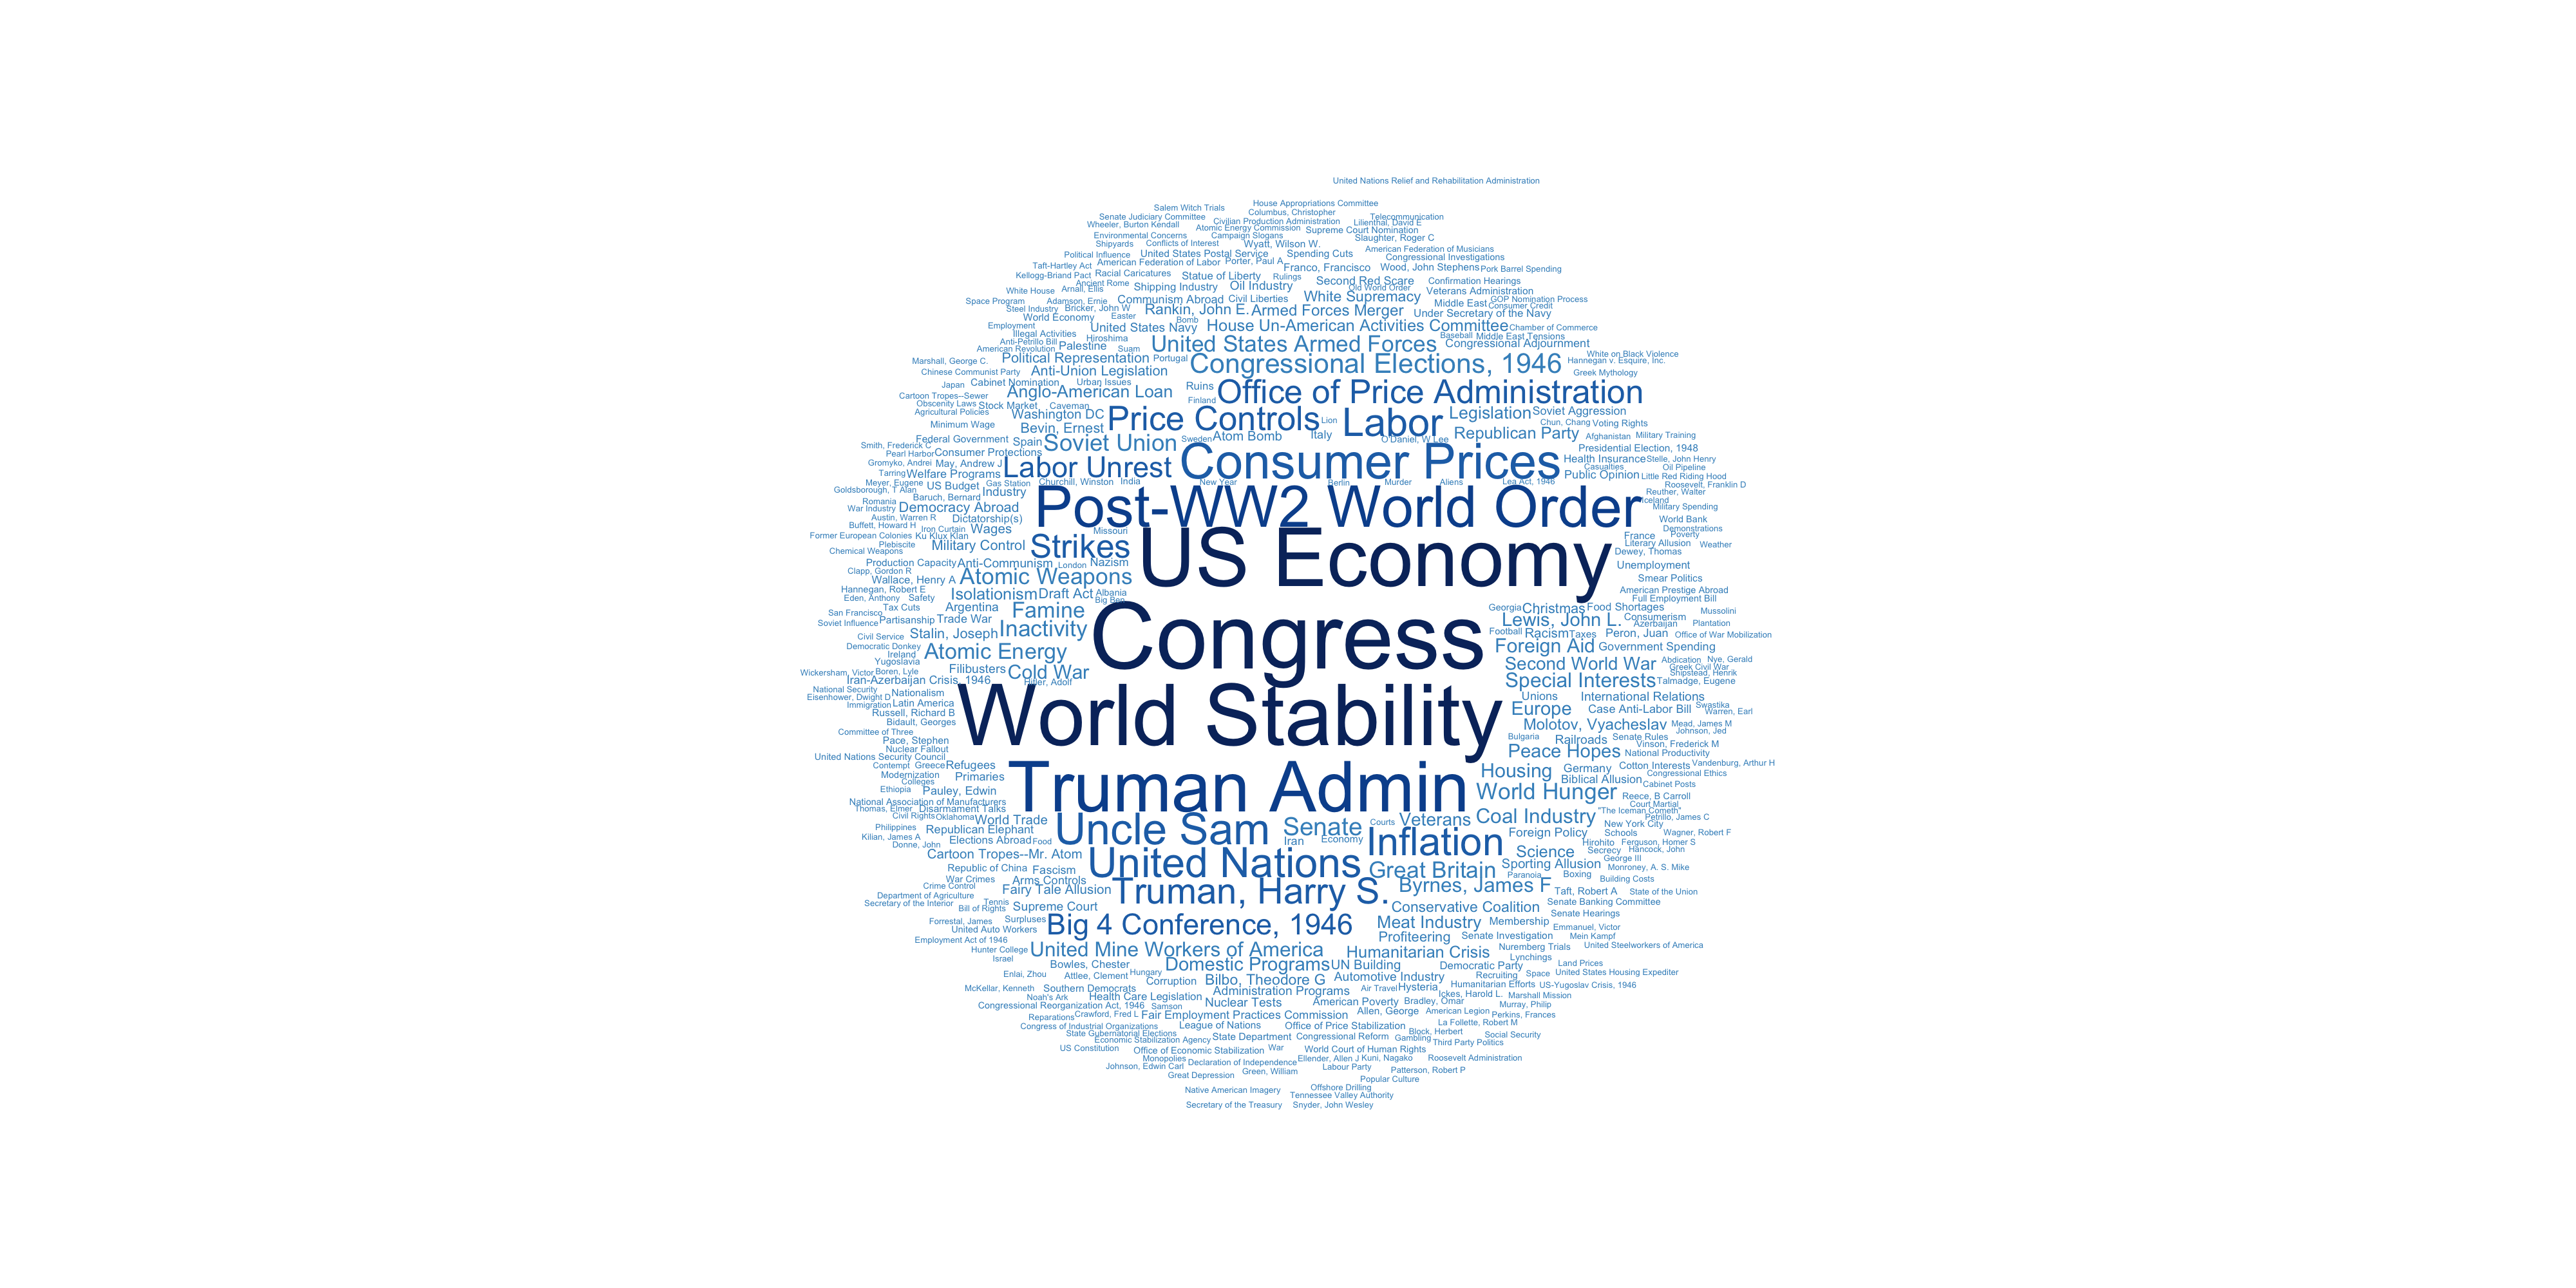 United Nations Relief and Rehabilitation Administration
House Appropriations Committee
Salem Witch Trials
Columbus, Christopher
Senate Judiciary Committee
Telecommunication
Civilian Production Administration
Lilienthal, David E
Wheeler, Burton Kendall
Atomic Energy Commission
Supreme Court Nomination
Environmental Concerns
Campaign Slogans
Slaughter, Roger C
Shipyards
Conflicts of Interest
Wyatt, Wilson W.
American Federation of Musicians
Political Influence
United States Postal Service
Spending Cuts
Congressional Investigations
Taft-Hartley Act
American Federation of Labor
Porter, Paul A
Franco, Francisco
Wood, John Stephens
Pork Barrel Spending
Kellogg-Briand Pact
Racial Caricatures
Statue of Liberty
Rulings
Second Red Scare
Confirmation Hearings
Ancient Rome
White House
Arnall, Ellis
Shipping Industry
Oil Industry
Old World Order
Veterans Administration
Space Program
Adamson, Ernie
Communism Abroad
Civil Liberties
White Supremacy
Middle East
GOP Nomination Process
Consumer Credit
Steel Industry
Bricker, John W
Rankin, John E.
Armed Forces Merger
Under Secretary of the Navy
World Economy
Easter
Bomb
Employment
United States Navy
House Un-American Activities Committee
Chamber of Commerce
Illegal Activities
Hiroshima
Baseball
Middle East Tensions
Anti-Petrillo Bill
Palestine
United States Armed Forces
Congressional Adjournment
American Revolution
Suam
White on Black Violence
Marshall, George C.
Political Representation
Portugal
Congressional Elections, 1946
Hannegan v. Esquire, Inc.
Chinese Communist Party
Anti-Union Legislation
Greek Mythology
Japan
Cabinet Nomination
Urban Issues
Ruins
Office of Price Administration
Cartoon Tropes--Sewer
Anglo-American Loan
Finland
Obscenity Laws
Stock Market
Caveman
Agricultural Policies
Washington DC
Price Controls
Lion
Labor
Legislation
Soviet Aggression
Minimum Wage
Bevin, Ernest
Chun, Chang
Voting Rights
Federal Government
Spain
Soviet Union
Sweden
Atom Bomb
Italy
O'Daniel, W Lee
Republican Party
Afghanistan
Military Training
Smith, Frederick C
Pearl Harbor
Consumer Protections
Presidential Election, 1948
Gromyko, Andrei
May, Andrew J
Labor Unrest
Consumer Prices
Health Insurance
Stelle, John Henry
Casualties
Oil Pipeline
Tarring
Welfare Programs
Public Opinion
Little Red Riding Hood
Meyer, Eugene
US Budget
Gas Station
Churchill, Winston
India
New Year
Berlin
Murder
Aliens
Lea Act, 1946
Roosevelt, Franklin D
Goldsborough, T Alan
Industry
Reuther, Walter
Baruch, Bernard
Iceland
Romania
War Industry
Democracy Abroad
Post-WW2 World Order
Military Spending
Austin, Warren R
Dictatorship(s)
World Bank
Buffett, Howard H
Iron Curtain
Wages
Missouri
Demonstrations
Former European Colonies
Ku Klux Klan
France
Poverty
Plebiscite
Military Control
Strikes
US Economy
Literary Allusion
Weather
Chemical Weapons
Dewey, Thomas
Production Capacity
Anti-Communism
London
Nazism
Unemployment
Clapp, Gordon R
Wallace, Henry A
Atomic Weapons
Smear Politics
Hannegan, Robert E
Isolationism
Draft Act
Albania
American Prestige Abroad
Eden, Anthony
Safety
Big Ben
Full Employment Bill
Tax Cuts
Argentina
Famine
Georgia
Christmas
Food Shortages
San Francisco
Mussolini
Soviet Influence
Partisanship
Trade War
Lewis, John L.
Consumerism
Azerbaijan
Plantation
Civil Service
Stalin, Joseph
Inactivity
Congress
Football
Racism
Taxes
Peron, Juan
Office of War Mobilization
Democratic Donkey
Ireland
Atomic Energy
Foreign Aid
Government Spending
Yugoslavia
Filibusters
Cold War
Second World War
Abdication
Nye, Gerald
Greek Civil War
Wickersham, Victor
Boren, Lyle
Shipstead, Henrik
Iran-Azerbaijan Crisis, 1946
Hitler, Adolf
Special Interests
Talmadge, Eugene
National Security
Nationalism
Eisenhower, Dwight D
Unions
International Relations
Immigration
Latin America
World Stability
Europe
Case Anti-Labor Bill
Swastika
Warren, Earl
Russell, Richard B
Bidault, Georges
Molotov, Vyacheslav
Mead, James M
Johnson, Jed
Committee of Three
Pace, Stephen
Bulgaria
Railroads
Senate Rules
Vinson, Frederick M
Nuclear Fallout
Peace Hopes
National Productivity
United Nations Security Council
Contempt
Greece
Refugees
Cotton Interests
Vandenburg, Arthur H
Modernization
Primaries
Truman Admin
Housing
Germany
Congressional Ethics
Colleges
Biblical Allusion
Cabinet Posts
Ethiopia
Pauley, Edwin
World Hunger
Reece, B Carroll
National Association of Manufacturers
Court Martial
Thomas, Elmer
Disarmament Talks
"The Iceman Cometh"
Civil Rights
Oklahoma
World Trade
Uncle Sam
Senate
Courts
Veterans
Coal Industry
Petrillo, James C
New York City
Philippines
Republican Elephant
Foreign Policy
Schools
Wagner, Robert F
Kilian, James A
Elections Abroad
Food
Iran
Economy
Inflation
Hirohito
Ferguson, Homer S
Donne, John
Secrecy
Hancock, John
Cartoon Tropes--Mr. Atom
Science
George III
Republic of China
Fascism
United Nations
Great Britain
Sporting Allusion
Monroney, A. S. Mike
War Crimes
Arms Controls
Paranoia
Boxing
Building Costs
Crime Control
Fairy Tale Allusion
Truman, Harry S.
Byrnes, James F
Taft, Robert A
State of the Union
Department of Agriculture
Secretary of the Interior
Tennis
Bill of Rights
Supreme Court
Conservative Coalition
Senate Banking Committee
Senate Hearings
Forrestal, James
Surpluses
Big 4 Conference, 1946
Meat Industry
Membership
Emmanuel, Victor
United Auto Workers
Profiteering
Senate Investigation
Mein Kampf
Employment Act of 1946
Hunter College
United Mine Workers of America
Humanitarian Crisis
Nuremberg Trials
United Steelworkers of America
Israel
Lynchings
Bowles, Chester
Domestic Programs
UN Building
Democratic Party
Land Prices
Enlai, Zhou
Attlee, Clement
Hungary
Recruiting
Space
United States Housing Expediter
Corruption
Bilbo, Theodore G
Automotive Industry
Humanitarian Efforts
US-Yugoslav Crisis, 1946
McKellar, Kenneth
Southern Democrats
Administration Programs
Air Travel
Hysteria
Noah's Ark
Health Care Legislation
Nuclear Tests
American Poverty
Bradley, Omar
Ickes, Harold L.
Marshall Mission
Congressional Reorganization Act, 1946
Samson
Murray, Philip
Reparations
Crawford, Fred L
Fair Employment Practices Commission
Allen, George
American Legion
Perkins, Frances
Congress of Industrial Organizations
League of Nations
Office of Price Stabilization
La Follette, Robert M
State Gubernatorial Elections
Block, Herbert
Economic Stabilization Agency
State Department
Congressional Reform
Gambling
Social Security
Third Party Politics
US Constitution
Office of Economic Stabilization
War
World Court of Human Rights
Monopolies
Declaration of Independence
Ellender, Allen J
Kuni, Nagako
Roosevelt Administration
Johnson, Edwin Carl
Labour Party
Great Depression
Green, William
Patterson, Robert P
Popular Culture
Native American Imagery
Offshore Drilling
Tennessee Valley Authority
Secretary of the Treasury
Snyder, John Wesley